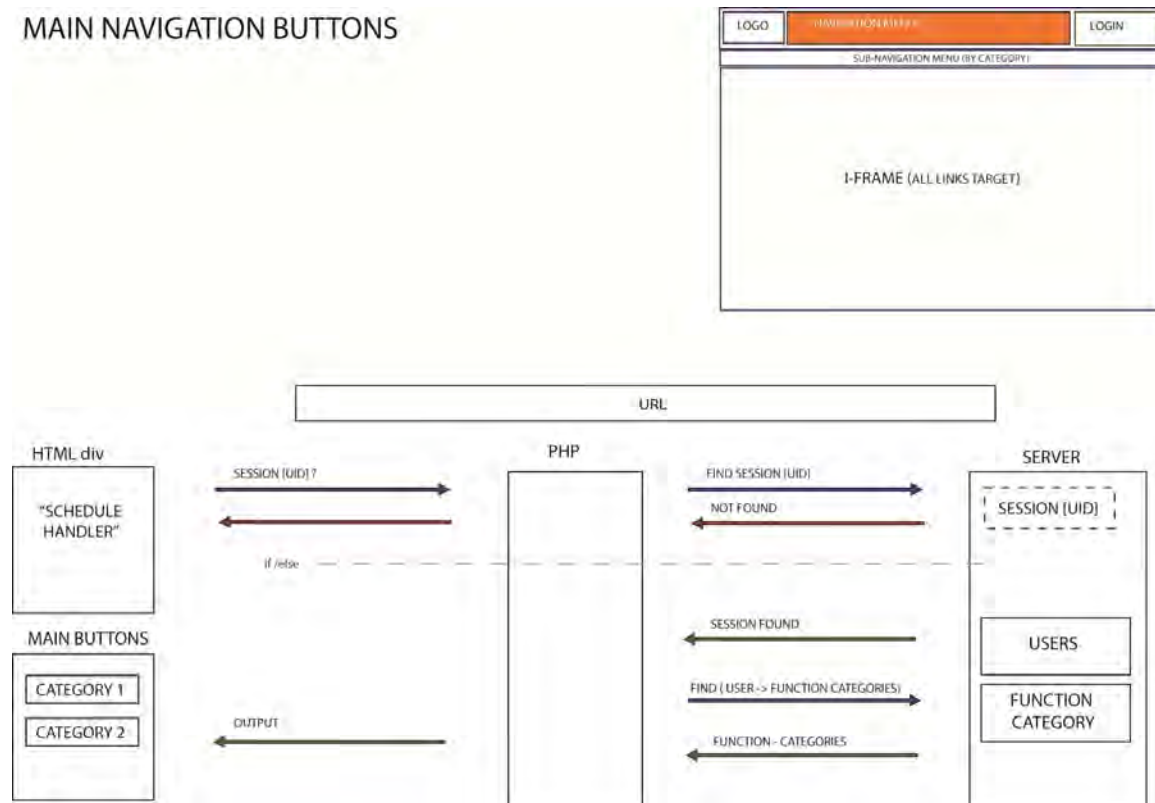 MAIN NAVIGATION BUTTONS
LOGO
NAVIGATION MENU
LOGIN
SUB-NAVIGATION MENU (BY CATEGORY)
I-FRAME (ALL LINKS TARGET)
URL
HTML div
PHP
SERVER
"SCHEDULE
HANDLER"
SESSION [UID] ?
FIND SESSION [UID]
NOT FOUND
SESSION [UID]
if /else
MAIN BUTTONS
CATEGORY 1
CATEGORY 2
SESSION FOUND
USERS
FIND ( USER -> FUNCTION CATEGORIES)
FUNCTION
CATEGORY
OUTPUT
FUNCTION - CATEGORIES